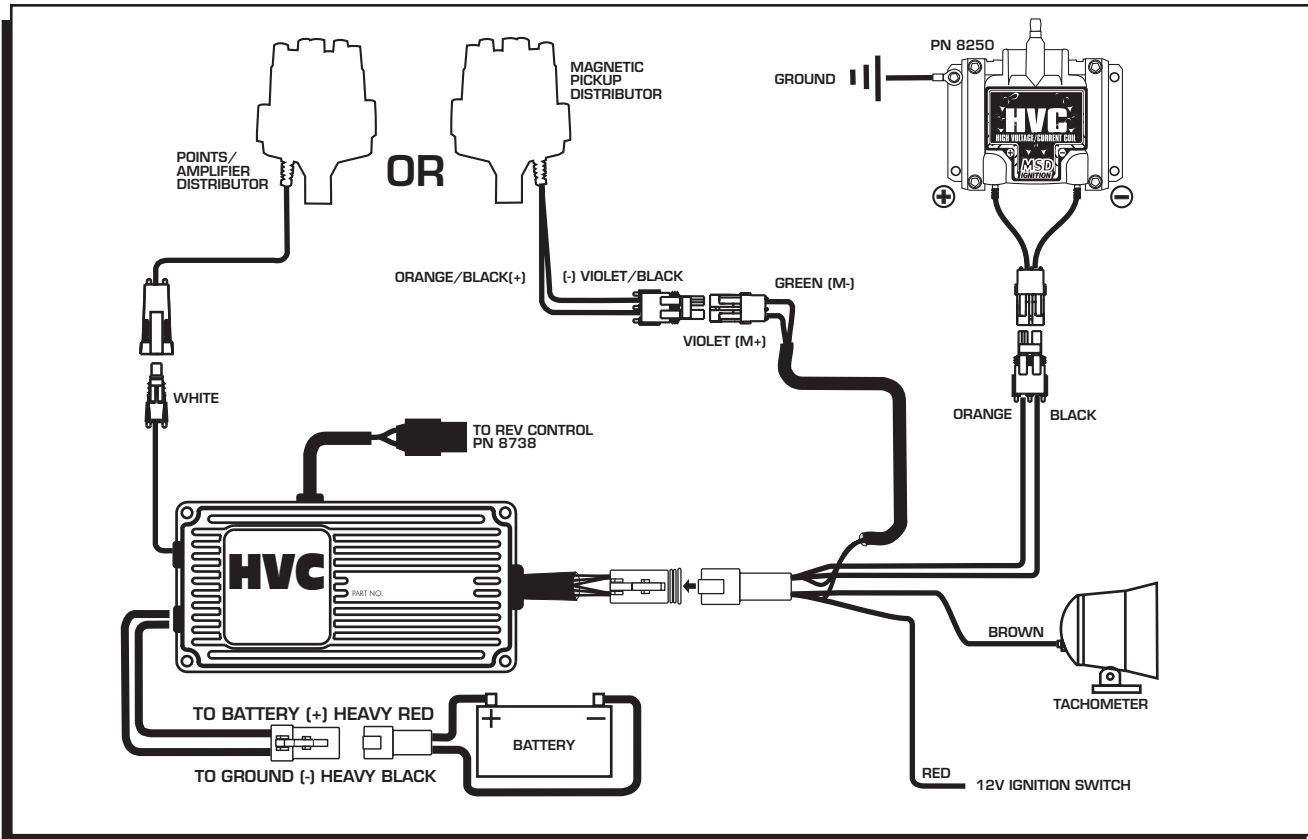 PN 8250
MAGNETIC
PICKUP
DISTRIBUTOR
GROUND
HVC
HIGH VOLTAGE/CURRENT COIL
+ −
MSD
IGNITION
POINTS/
AMPLIFIER
DISTRIBUTOR
OR
+
−
ORANGE/BLACK(+)
(-) VIOLET/BLACK
GREEN (M-)
VIOLET (M+)
WHITE
ORANGE
BLACK
TO REV CONTROL
PN 8738
HVC
PART NO.
BROWN
TACHOMETER
TO BATTERY (+) HEAVY RED
+ −
BATTERY
TO GROUND (-) HEAVY BLACK
RED
12V IGNITION SWITCH